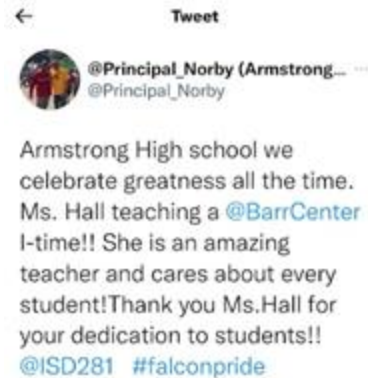 Tweet
@Principal_Norby (Armstrong...
@Principal_Norby
Armstrong High school we
celebrate greatness all the time.
Ms. Hall teaching a @BarrCenter
I-time!! She is an amazing
teacher and cares about every
student!Thank you Ms.Hall for
your dedication to students!!
@ISD281 #falconpride